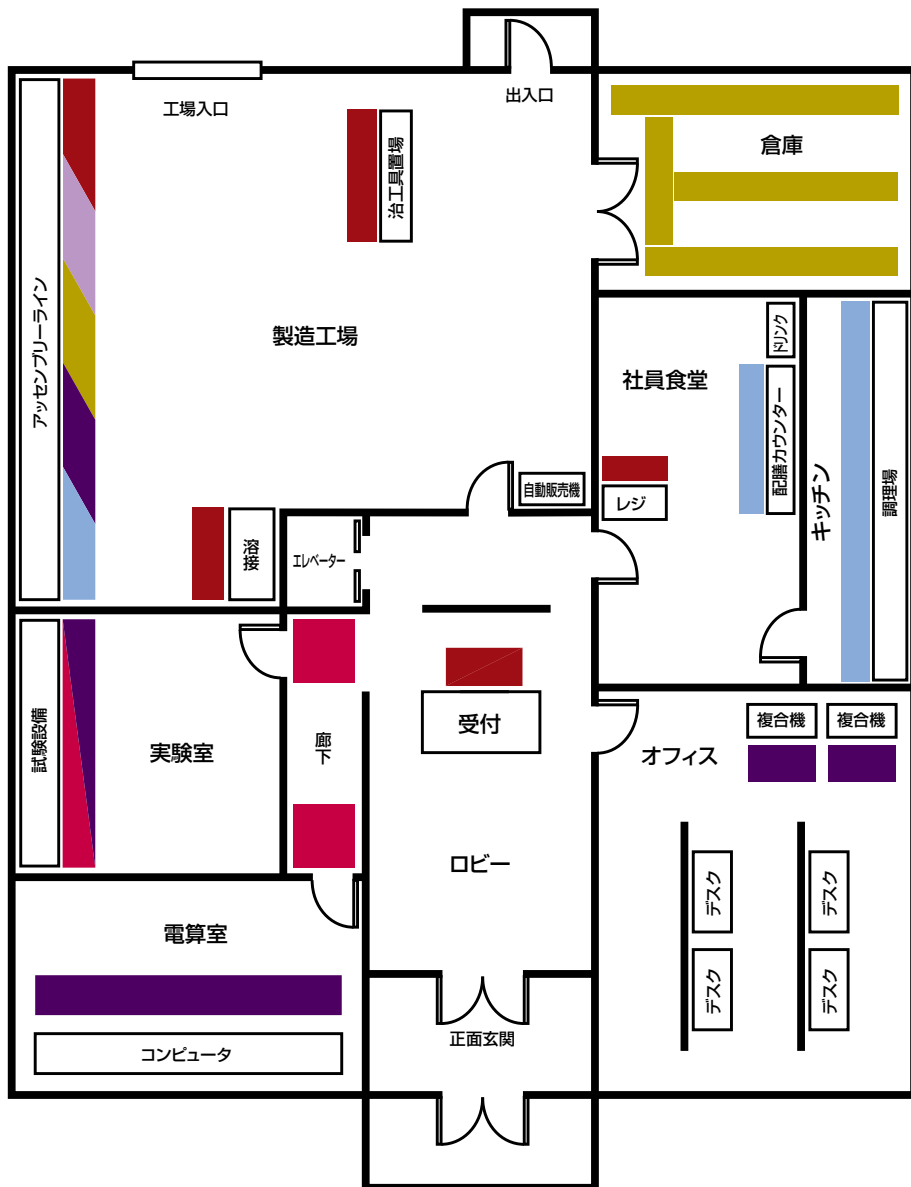 工場入口
出入口
倉庫
治工具置場
アッセンブリーライン
製造工場
ドリンク
社員食堂
配膳カウンター
キッチン
調理場
レジ
自動販売機
溶接
エレベーター
試験設備
実験室
廊下
受付
オフィス
複合機
複合機
ロビー
デスク
デスク
デスク
デスク
電算室
コンピュータ
正面玄関